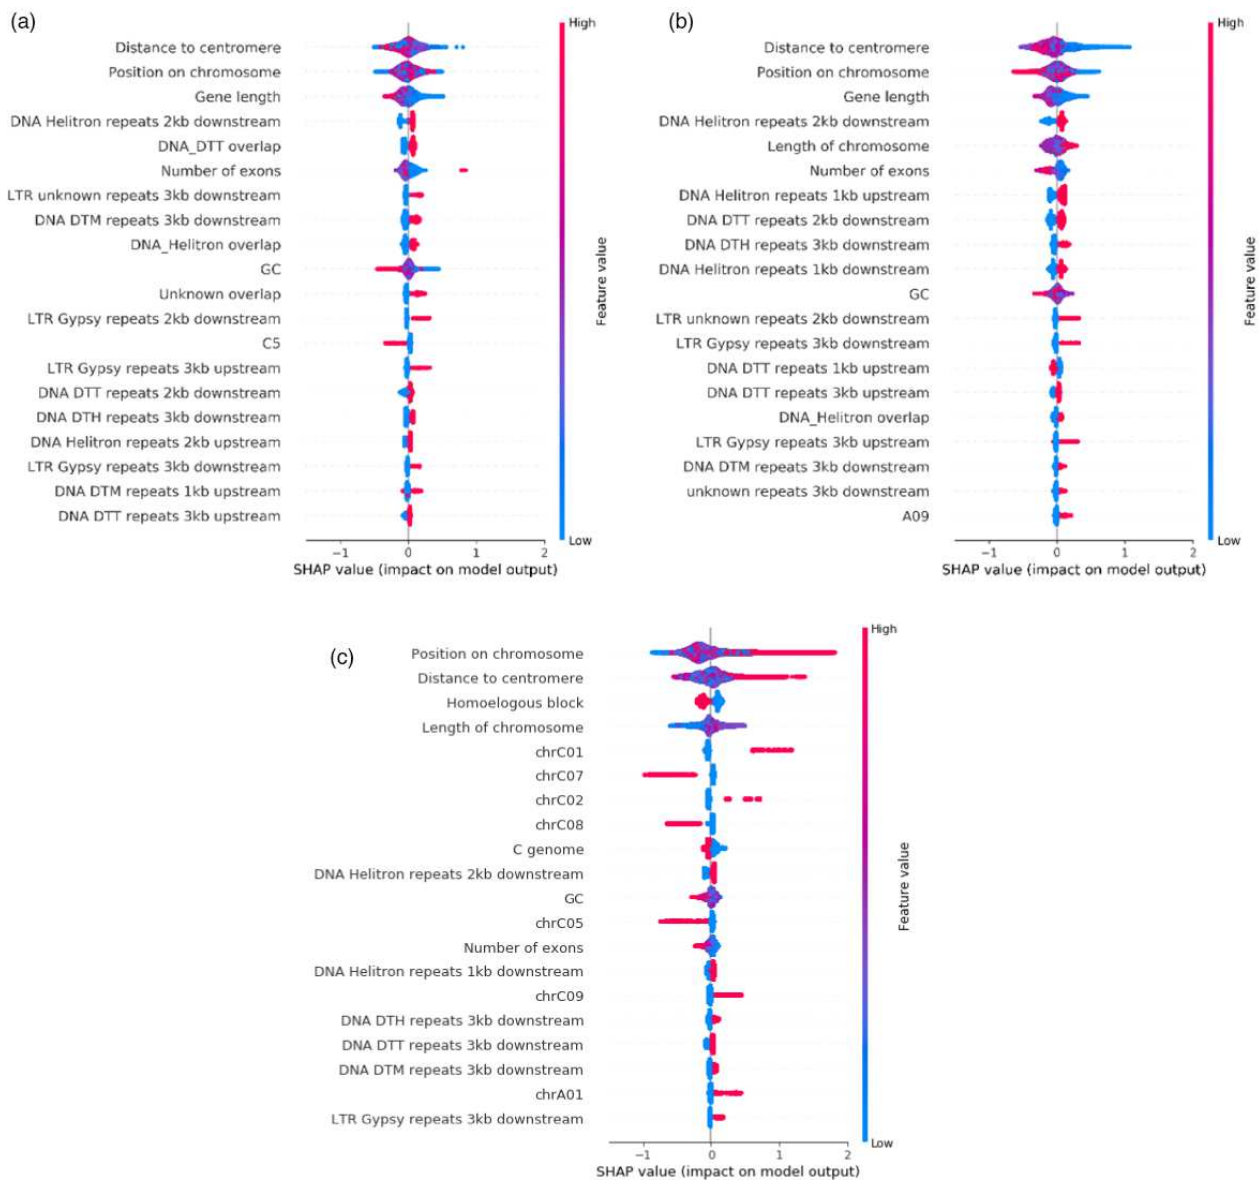 (a)
High
Distance to centromere
Position on chromosome
Gene length
DNA Helitron repeats 2kb downstream
DNA_DTT overlap
Number of exons
LTR unknown repeats 3kb downstream
DNA DTM repeats 3kb downstream
DNA_Helitron overlap
GC
Unknown overlap
LTR Gypsy repeats 2kb downstream
C5
LTR Gypsy repeats 3kb upstream
DNA DTT repeats 2kb downstream
DNA DTH repeats 3kb downstream
DNA Helitron repeats 2kb upstream
LTR Gypsy repeats 3kb downstream
DNA DTM repeats 1kb upstream
DNA DTT repeats 3kb upstream
Feature value
Low
−1 0 1 2
SHAP value (impact on model output)
(b)
High
Distance to centromere
Position on chromosome
Gene length
DNA Helitron repeats 2kb downstream
Length of chromosome
Number of exons
DNA Helitron repeats 1kb upstream
DNA DTT repeats 2kb downstream
DNA DTH repeats 3kb downstream
DNA Helitron repeats 1kb downstream
GC
LTR unknown repeats 2kb downstream
LTR Gypsy repeats 3kb downstream
DNA DTT repeats 1kb upstream
DNA DTT repeats 3kb upstream
DNA_Helitron overlap
LTR Gypsy repeats 3kb upstream
DNA DTM repeats 3kb downstream
unknown repeats 3kb downstream
A09
Feature value
Low
−1 0 1 2
SHAP value (impact on model output)
(c)
High
Position on chromosome
Distance to centromere
Homoelogous block
Length of chromosome
chrC01
chrC07
chrC02
chrC08
C genome
DNA Helitron repeats 2kb downstream
GC
chrC05
Number of exons
DNA Helitron repeats 1kb downstream
chrC09
DNA DTH repeats 3kb downstream
DNA DTT repeats 3kb downstream
DNA DTM repeats 3kb downstream
chrA01
LTR Gypsy repeats 3kb downstream
Feature value
Low
−1 0 1 2
SHAP value (impact on model output)